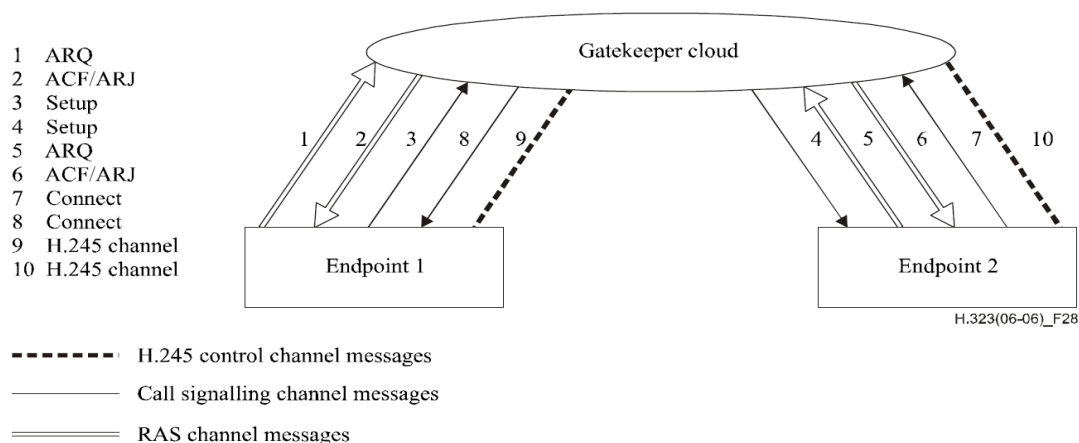 Gatekeeper cloud
1 ARQ
2 ACF/ARJ
3 Setup
4 Setup
5 ARQ
6 ACF/ARJ
7 Connect
8 Connect
9 H.245 channel
10 H.245 channel
1 2 3 8 9 4 5 6 7 10
Endpoint 1
Endpoint 2
H.323(06-06)_F28
H.245 control channel messages
Call signalling channel messages
RAS channel messages